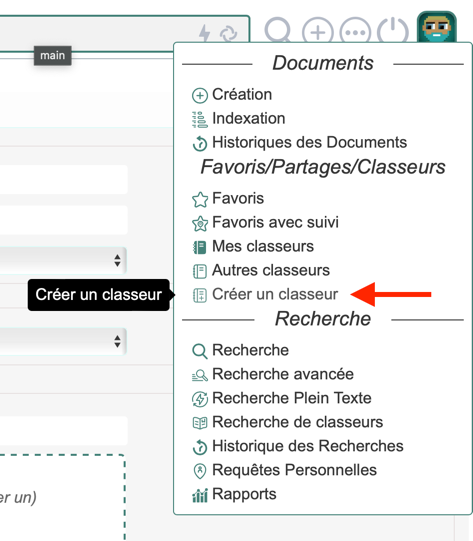 main
Documents
Création
Indexation
Historiques des Documents
Favoris/Partages/Classeurs
Favoris
Favoris avec suivi
Mes classeurs
Autres classeurs
Créer un classeur
Créer un classeur
Recherche
Recherche
Recherche avancée
Recherche Plein Texte
Recherche de classeurs
Historique des Recherches
Requêtes Personnelles
er un)
Rapports